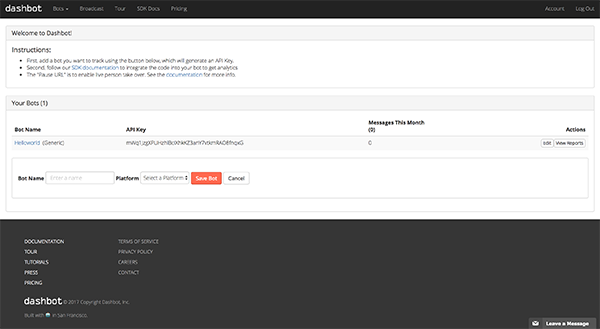 dashbot Bots Broadcast Tour SDK Docs Pricing Account Log Out
Welcome to Dashbot!
Instructions:
First, add a bot you want to track using the button below, which will generate an API Key.
Second, follow our SDK documentation to integrate the code into your bot to get analytics
The "Pause URL" is to enable live person take over. See the documentation for more info.
Your Bots (1)
Bot Name API Key Messages This Month (0) Actions
Helloworld (Generic) 0 Edit View Reports
Bot Name Enter a name Platform Select a Platform Save Bot Cancel
DOCUMENTATION TERMS OF SERVICE
TOUR PRIVACY POLICY
TUTORIALS CAREERS
PRESS CONTACT
PRICING
dashbot © 2017 Copyright Dashbot, Inc.
Built with in San Francisco.
Leave a Message